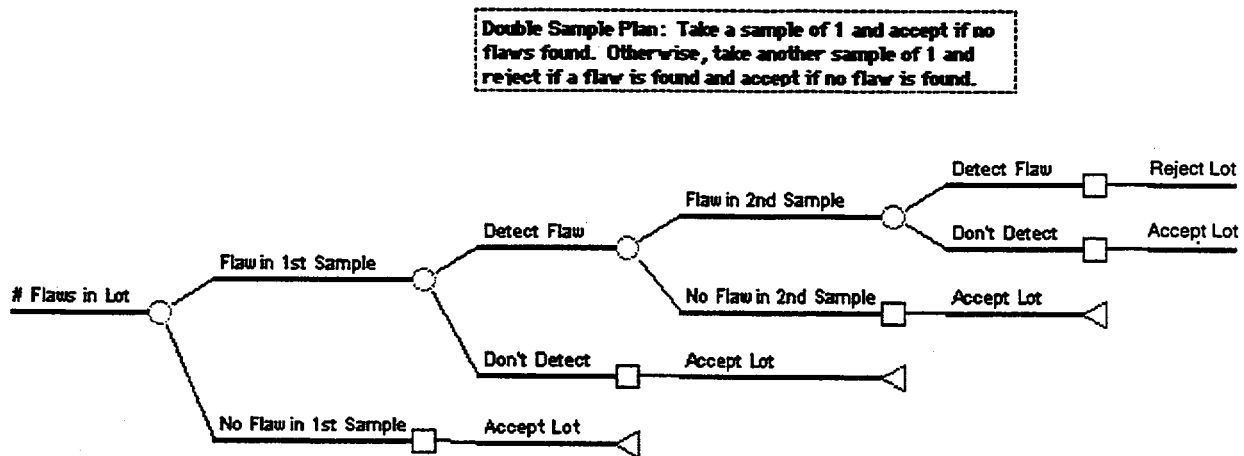 Double Sample Plan: Take a sample of 1 and accept if no
flaws found. Otherwise, take another sample of 1 and
reject if a flaw is found and accept if no flaw is found.
Detect Flaw
Reject Lot
Flaw in 2nd Sample
Detect Flaw
Don't Detect
Accept Lot
Flaw in 1st Sample
# Flaws in Lot
No Flaw in 2nd Sample
Accept Lot
Don't Detect
Accept Lot
No Flaw in 1st Sample
Accept Lot